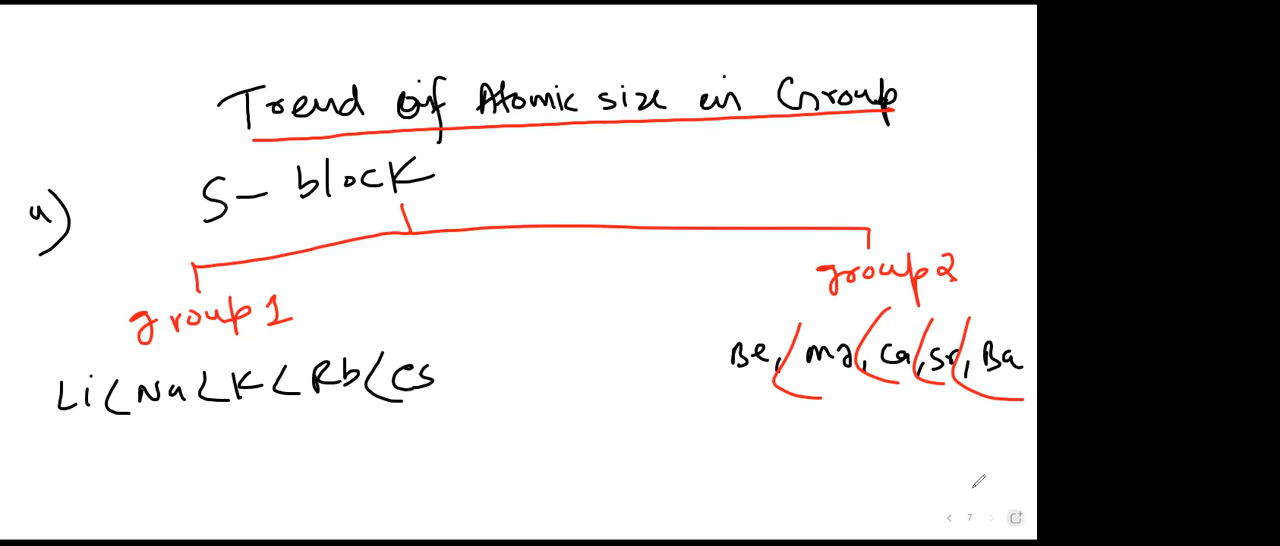 Trend of Atomic size in Group
a) S- block
group 1
group 2
Li < Na < K < Rb < Cs
Be, < Mg, < Ca, < Sr, < Ba
7